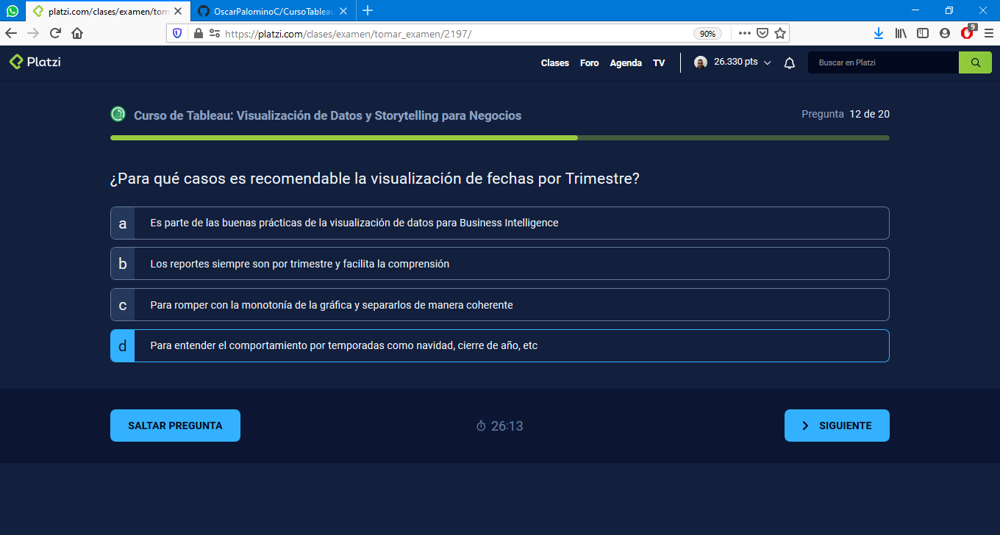 platzi.com/clases/examen/tom
OscarPalominoC/CursoTableau
https://platzi.com/clases/examen/tomar_examen/2197/
90%
9
Platzi
Clases
Foro
Agenda
TV
26.330 pts
Buscar en Platzi
Curso de Tableau: Visualización de Datos y Storytelling para Negocios
Pregunta 12 de 20
¿Para qué casos es recomendable la visualización de fechas por Trimestre?
a Es parte de las buenas prácticas de la visualización de datos para Business Intelligence
b Los reportes siempre son por trimestre y facilita la comprensión
c Para romper con la monotonía de la gráfica y separarlos de manera coherente
d Para entender el comportamiento por temporadas como navidad, cierre de año, etc
SALTAR PREGUNTA
26:13
SIGUIENTE